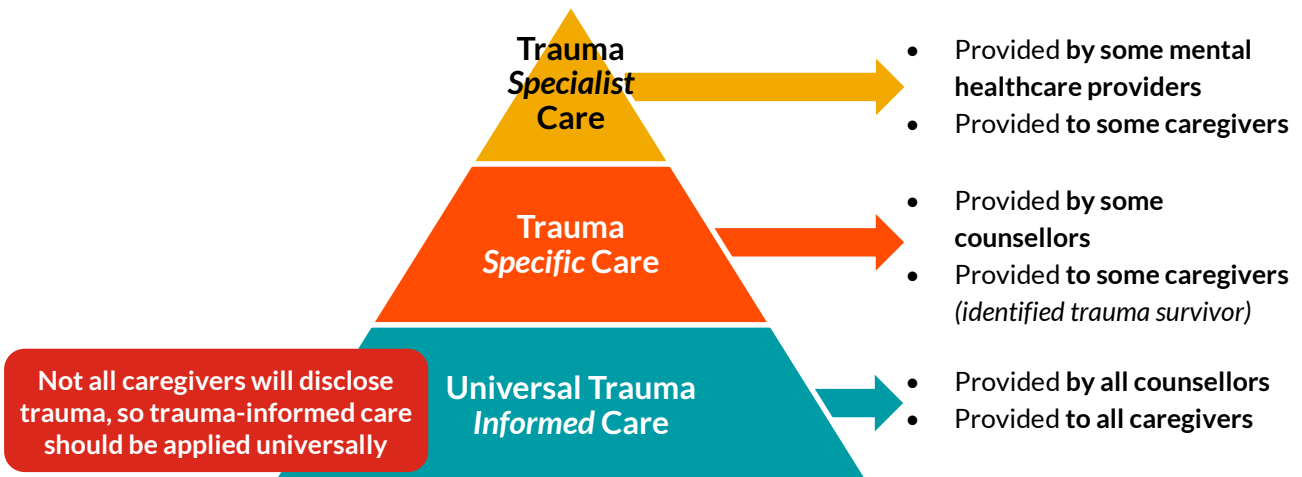 Trauma
Specialist
Care
• Provided by some mental
healthcare providers
• Provided to some caregivers
Trauma
Specific Care
• Provided by some
counsellors
• Provided to some caregivers
(identified trauma survivor)
Not all caregivers will disclose
trauma, so trauma-informed care
should be applied universally
Universal Trauma
Informed Care
• Provided by all counsellors
• Provided to all caregivers